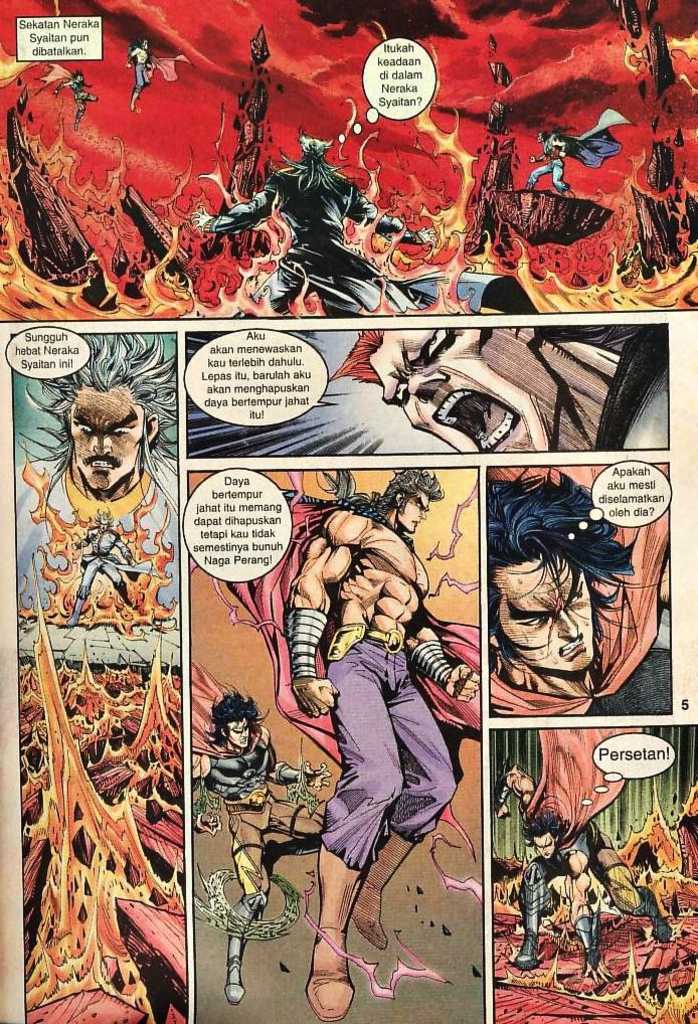 Sekatan Neraka
Syaitan pun
dibatalkan.
Itukah
keadaan
di dalam
Neraka
Syaitan?
Sungguh
hebat Neraka
Syaitan ini!
Aku
akan menewaskan
kau terlebih dahulu.
Lepas itu, barulah aku
akan menghapuskan
daya bertempur jahat
itu!
Daya
bertempur
jahat itu memang
dapat dihapuskan
tetapi kau tidak
semestinya bunuh
Naga Perang!
Apakah
aku mesti
diselamatkan
oleh dia?
5
Persetan!